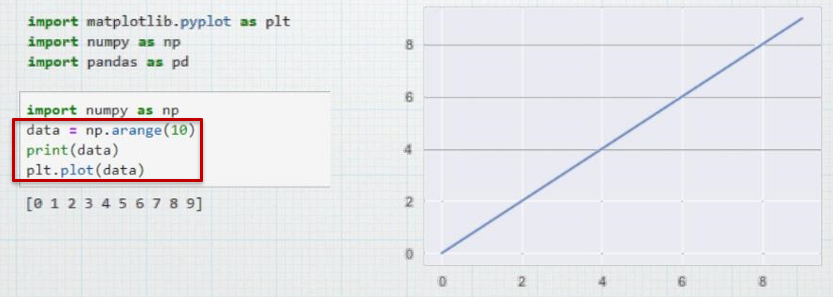 import matplotlib.pyplot as plt
import numpy as np
import pandas as pd
import numpy as np
data = np.arange(10)
print(data)
plt.plot(data)
[0 1 2 3 4 5 6 7 8 9]
8
6
4
2
0
0 2 4 6 8